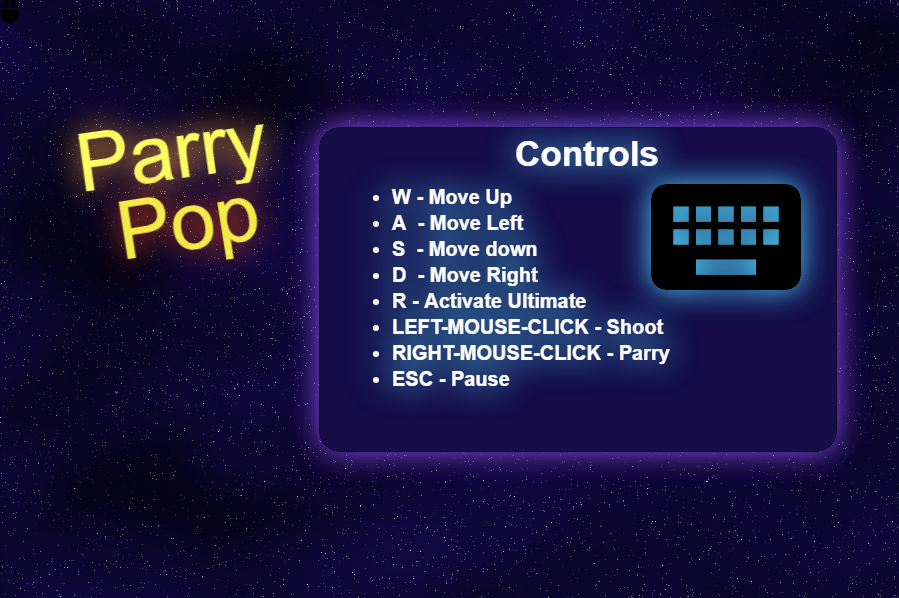 Parry
Pop
Controls
W - Move Up
A - Move Left
S - Move down
D - Move Right
R - Activate Ultimate
LEFT-MOUSE-CLICK - Shoot
RIGHT-MOUSE-CLICK - Parry
ESC - Pause